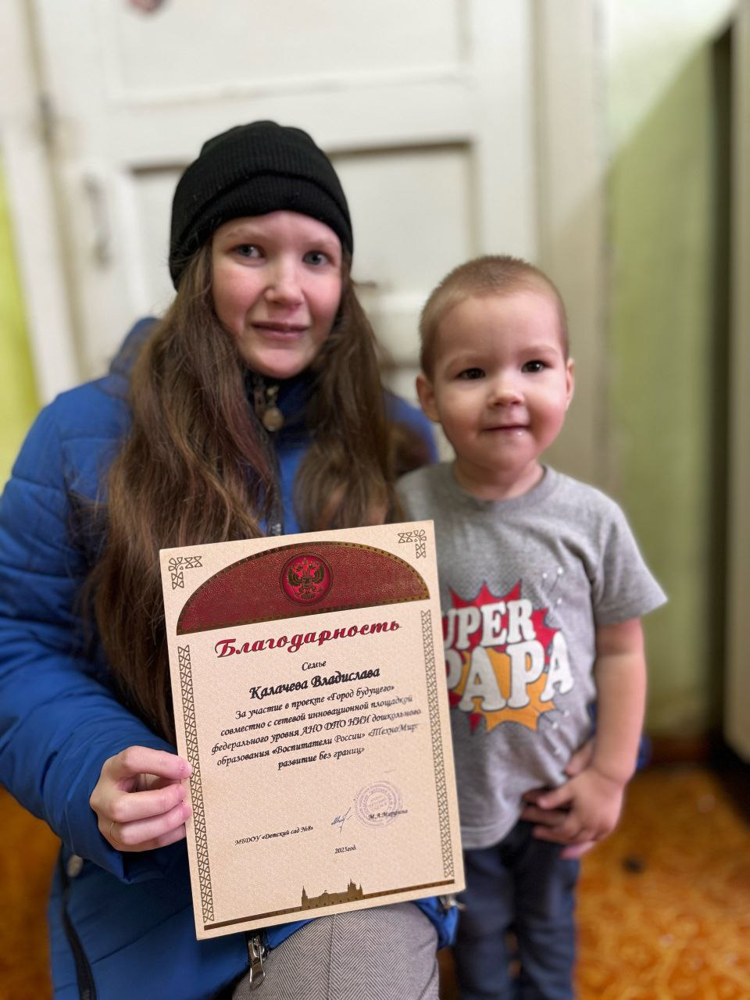 Благодарность
Семье
Калачева Владислава
За участие в проекте «Город будущего»
совместно с сетевой инновационной площадкой
федерального уровня АНО ДПО НИИ дошкольного
образования «Воспитатели России» «ТехноМир
развитие без границ»
МБДОУ «Детский сад №8»
2023год.
UPER
PAPA